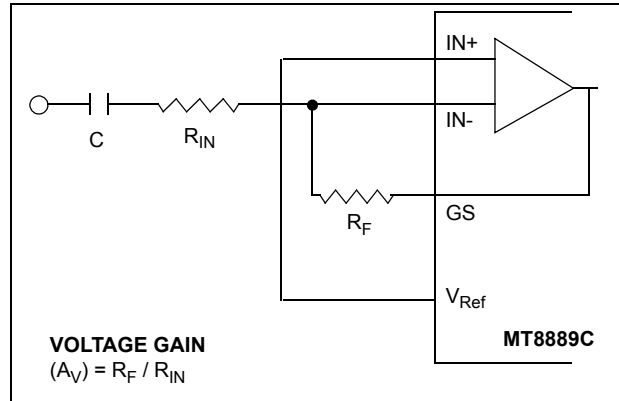 IN+
C
R_IN
IN-
R_F
GS
V_Ref
MT8889C
VOLTAGE GAIN
(A_V) = R_F / R_IN